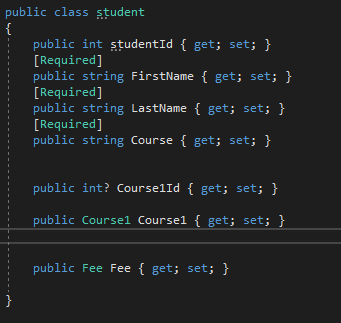 public class student
{
public int studentId { get; set; }
[Required]
public string FirstName { get; set; }
[Required]
public string LastName { get; set; }
[Required]
public string Course { get; set; }
public int? Course1Id { get; set; }
public Course1 Course1 { get; set; }
public Fee Fee { get; set; }
}